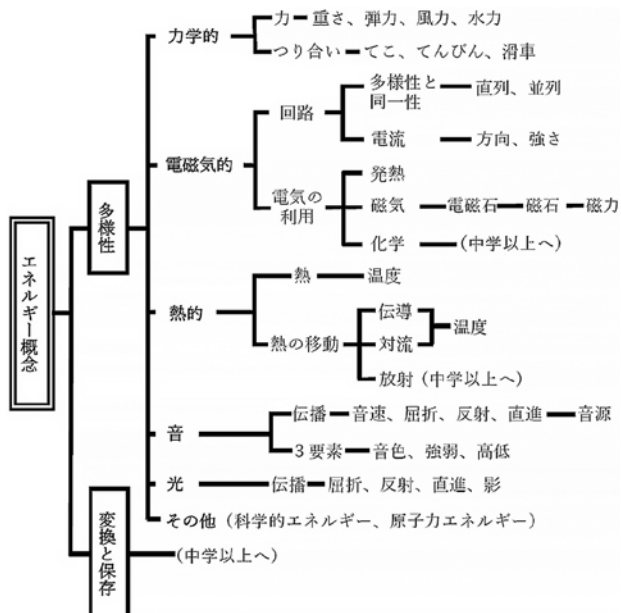 エネルギー概念
多様性
力学的
力
重さ、弾力、風力、水力
つり合い
てこ、てんびん、滑車
電磁気的
回路
多様性と
同一性
直列、並列
電流
方向、強さ
電気の
利用
発熱
磁気
電磁石
磁石
磁力
化学
(中学以上へ)
熱的
熱
温度
熱の移動
伝導
対流
温度
放射(中学以上へ)
音
伝播
音速、屈折、反射、直進
音源
3要素
音色、強弱、高低
光
伝播
屈折、反射、直進、影
その他(科学的エネルギー、原子力エネルギー)
変換と保存
(中学以上へ)